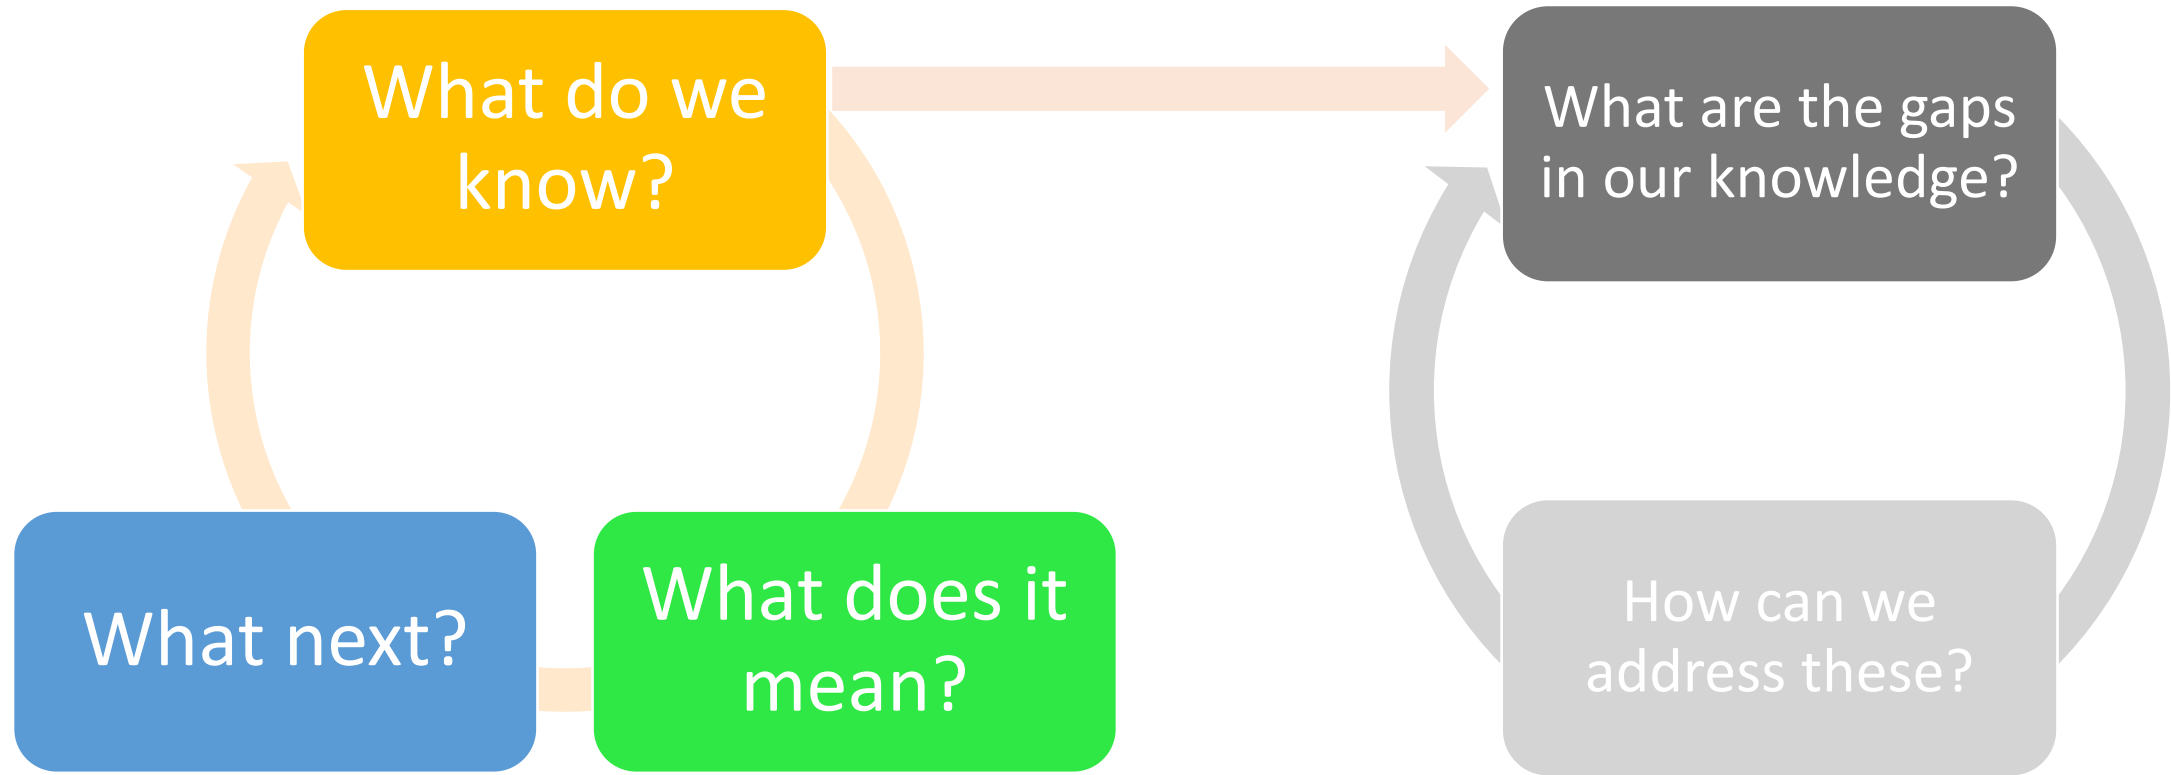 What do we
know?
What are the gaps
in our knowledge?
What next?
What does it
mean?
How can we
address these?